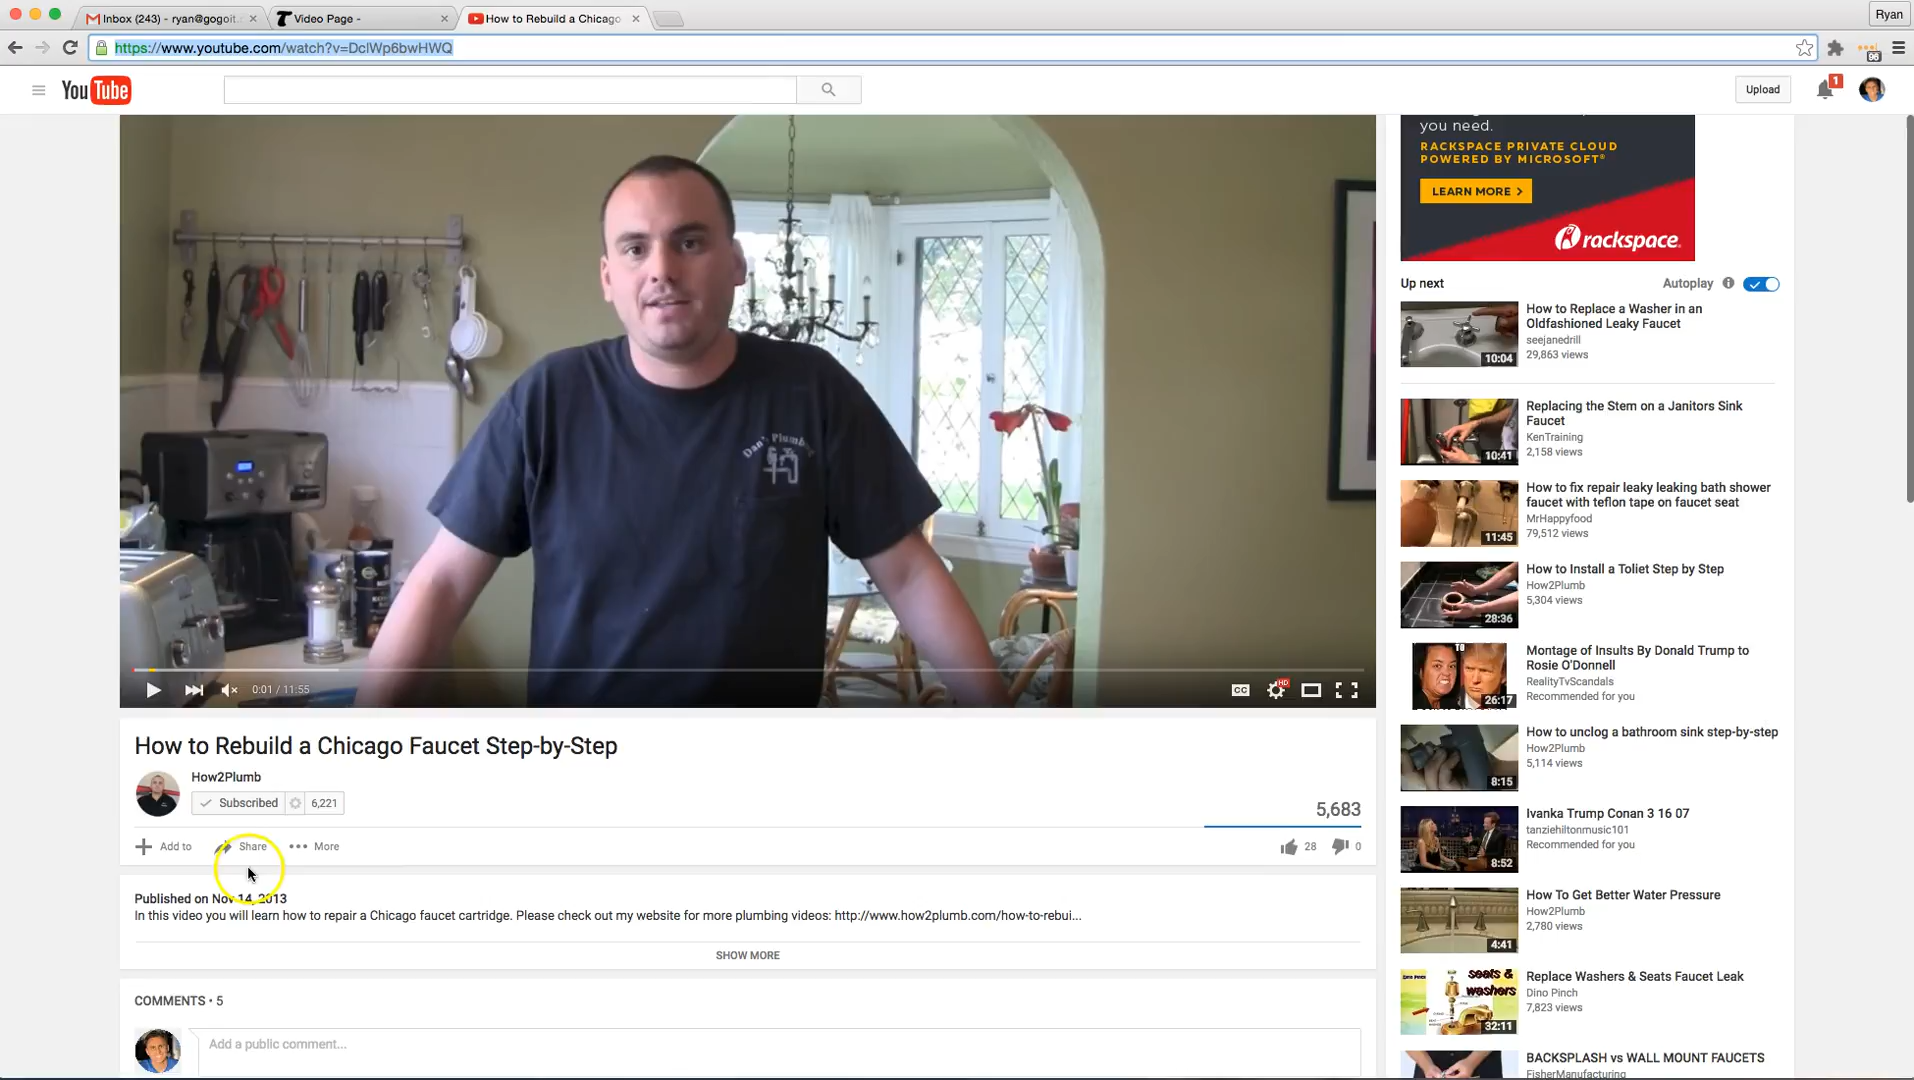 Inbox (243) - ryan@gogoit.c
Video Page -
How to Rebuild a Chicago
Ryan
https://www.youtube.com/watch?v=DclWp6bwHWQ
96
YouTube
Upload
1
you need.
RACKSPACE PRIVATE CLOUD
POWERED BY MICROSOFT®
LEARN MORE >
rackspace.
Dan's Plumbing
0:01 / 11:55
CC
HD
How to Rebuild a Chicago Faucet Step-by-Step
How2Plumb
Subscribed 6,221
5,683
Add to Share More
28 0
Published on Nov 14, 2013
In this video you will learn how to repair a Chicago faucet cartridge. Please check out my website for more plumbing videos: http://www.how2plumb.com/how-to-rebui...
SHOW MORE
COMMENTS • 5
Add a public comment...
Up next
Autoplay
10:04
How to Replace a Washer in an
Oldfashioned Leaky Faucet
seejanedrill
29,863 views
10:41
Replacing the Stem on a Janitors Sink
Faucet
KenTraining
2,158 views
11:45
How to fix repair leaky leaking bath shower
faucet with teflon tape on faucet seat
MrHappyfood
79,512 views
28:36
How to Install a Toliet Step by Step
How2Plumb
5,304 views
26:17
Montage of Insults By Donald Trump to
Rosie O'Donnell
RealityTvScandals
Recommended for you
8:15
How to unclog a bathroom sink step-by-step
How2Plumb
5,114 views
8:52
Ivanka Trump Conan 3 16 07
tanziehiltonmusic101
Recommended for you
4:41
How To Get Better Water Pressure
How2Plumb
2,780 views
seats &
washers
32:11
Replace Washers & Seats Faucet Leak
Dino Pinch
7,823 views
BACKSPLASH vs WALL MOUNT FAUCETS
FisherManufacturing